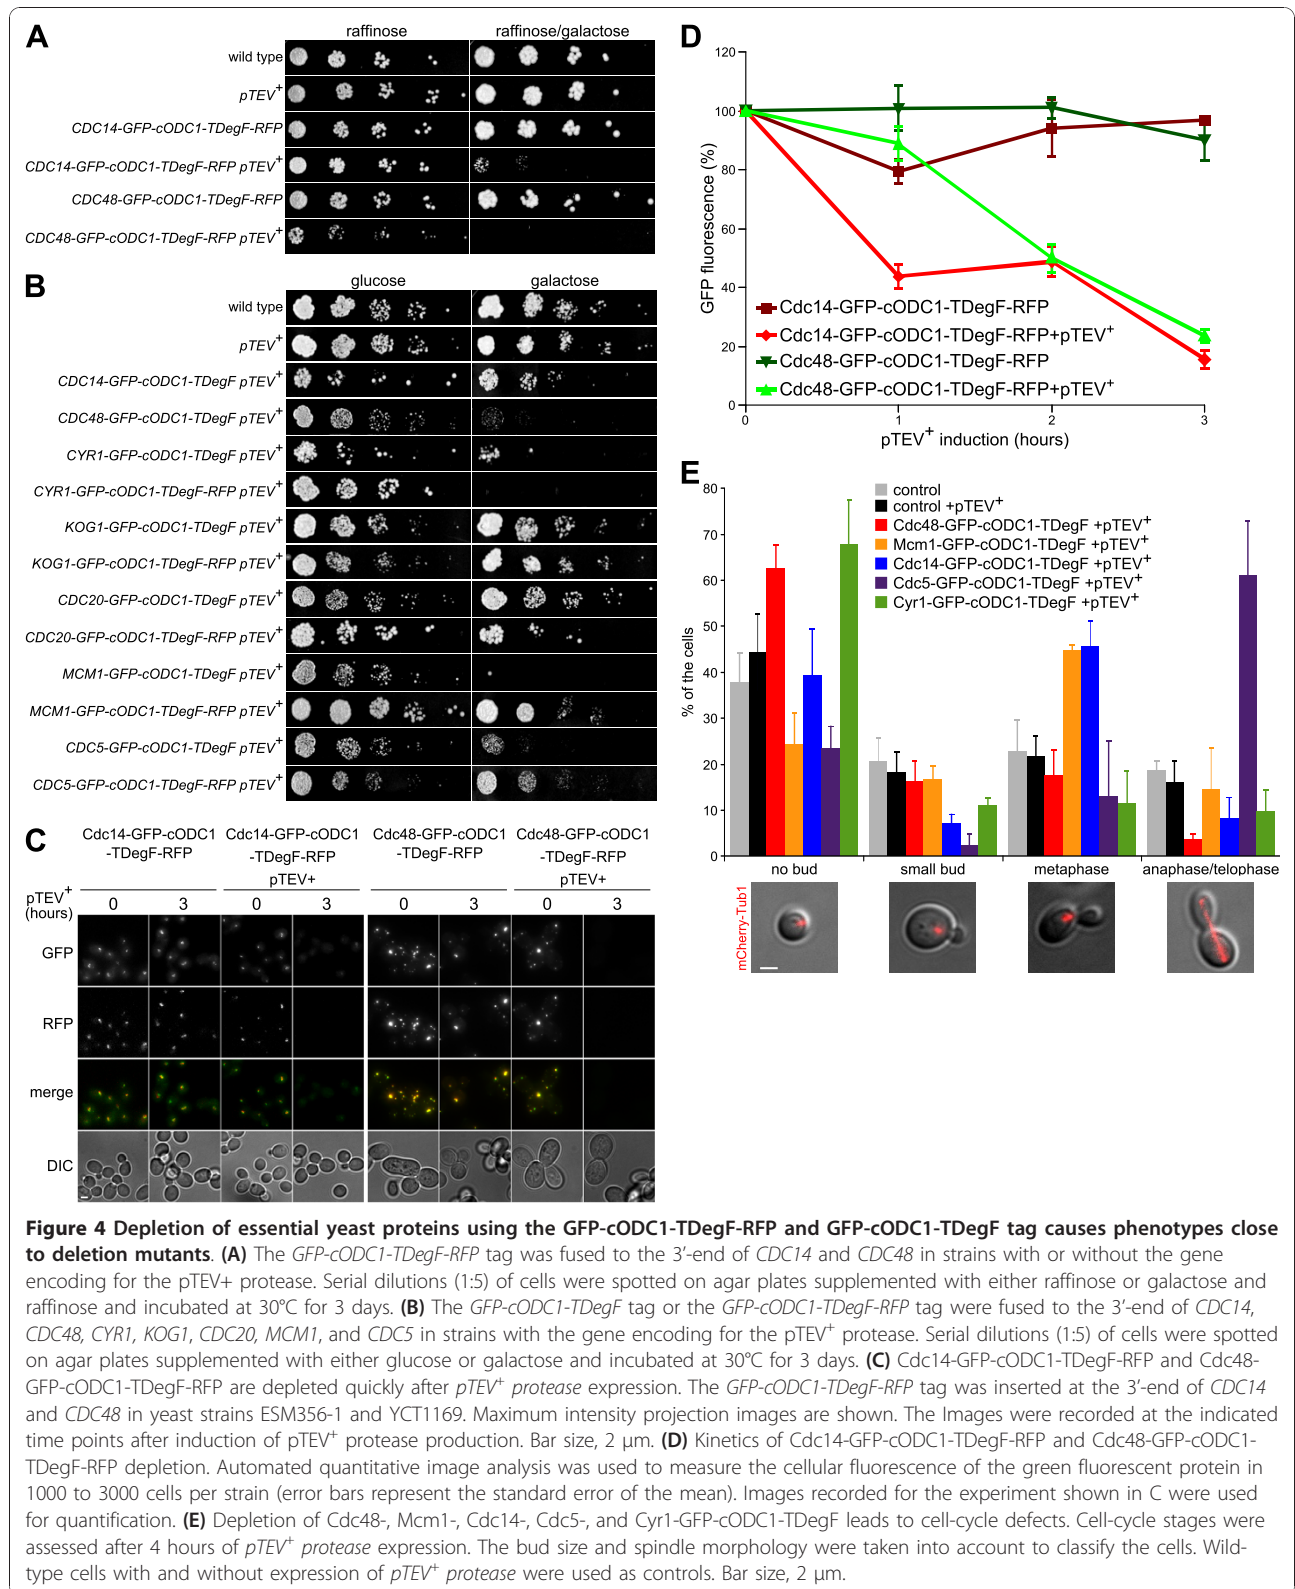 A
raffinose
raffinose/galactose
wild type
pTEV+
CDC14-GFP-cODC1-TDegF-RFP
CDC14-GFP-cODC1-TDegF-RFP pTEV+
CDC48-GFP-cODC1-TDegF-RFP
CDC48-GFP-cODC1-TDegF-RFP pTEV+
B
glucose
galactose
wild type
pTEV+
CDC14-GFP-cODC1-TDegF pTEV+
CDC48-GFP-cODC1-TDegF pTEV+
CYR1-GFP-cODC1-TDegF pTEV+
CYR1-GFP-cODC1-TDegF-RFP pTEV+
KOG1-GFP-cODC1-TDegF pTEV+
KOG1-GFP-cODC1-TDegF-RFP pTEV+
CDC20-GFP-cODC1-TDegF pTEV+
CDC20-GFP-cODC1-TDegF-RFP pTEV+
MCM1-GFP-cODC1-TDegF pTEV+
MCM1-GFP-cODC1-TDegF-RFP pTEV+
CDC5-GFP-cODC1-TDegF pTEV+
CDC5-GFP-cODC1-TDegF-RFP pTEV+
C
Cdc14-GFP-cODC1
-TDegF-RFP
Cdc14-GFP-cODC1
-TDegF-RFP
pTEV+
Cdc48-GFP-cODC1
-TDegF-RFP
Cdc48-GFP-cODC1
-TDegF-RFP
pTEV+
pTEV+
(hours)
0 3 0 3 0 3 0 3
GFP
RFP
merge
DIC
D
GFP fluorescence (%)
120
100
80
60
40
20
0
Cdc14-GFP-cODC1-TDegF-RFP
Cdc14-GFP-cODC1-TDegF-RFP+pTEV+
Cdc48-GFP-cODC1-TDegF-RFP
Cdc48-GFP-cODC1-TDegF-RFP+pTEV+
0 1 2 3
pTEV+ induction (hours)
E
% of the cells
80
70
60
50
40
30
20
10
0
control
control +pTEV+
Cdc48-GFP-cODC1-TDegF +pTEV+
Mcm1-GFP-cODC1-TDegF +pTEV+
Cdc14-GFP-cODC1-TDegF +pTEV+
Cdc5-GFP-cODC1-TDegF +pTEV+
Cyr1-GFP-cODC1-TDegF +pTEV+
no bud
small bud
metaphase
anaphase/telophase
mCherry-Tub1
Figure 4 Depletion of essential yeast proteins using the GFP-cODC1-TDegF-RFP and GFP-cODC1-TDegF tag causes phenotypes close
to deletion mutants. (A) The GFP-cODC1-TDegF-RFP tag was fused to the 3′-end of CDC14 and CDC48 in strains with or without the gene
encoding for the pTEV+ protease. Serial dilutions (1:5) of cells were spotted on agar plates supplemented with either raffinose or galactose and
raffinose and incubated at 30°C for 3 days. (B) The GFP-cODC1-TDegF tag or the GFP-cODC1-TDegF-RFP tag were fused to the 3′-end of CDC14,
CDC48, CYR1, KOG1, CDC20, MCM1, and CDC5 in strains with the gene encoding for the pTEV+ protease. Serial dilutions (1:5) of cells were spotted
on agar plates supplemented with either glucose or galactose and incubated at 30°C for 3 days. (C) Cdc14-GFP-cODC1-TDegF-RFP and Cdc48-
GFP-cODC1-TDegF-RFP are depleted quickly after pTEV+ protease expression. The GFP-cODC1-TDegF-RFP tag was inserted at the 3′-end of CDC14
and CDC48 in yeast strains ESM356-1 and YCT1169. Maximum intensity projection images are shown. The Images were recorded at the indicated
time points after induction of pTEV+ protease production. Bar size, 2 μm. (D) Kinetics of Cdc14-GFP-cODC1-TDegF-RFP and Cdc48-GFP-cODC1-
TDegF-RFP depletion. Automated quantitative image analysis was used to measure the cellular fluorescence of the green fluorescent protein in
1000 to 3000 cells per strain (error bars represent the standard error of the mean). Images recorded for the experiment shown in C were used
for quantification. (E) Depletion of Cdc48-, Mcm1-, Cdc14-, Cdc5-, and Cyr1-GFP-cODC1-TDegF leads to cell-cycle defects. Cell-cycle stages were
assessed after 4 hours of pTEV+ protease expression. The bud size and spindle morphology were taken into account to classify the cells. Wild-
type cells with and without expression of pTEV+ protease were used as controls. Bar size, 2 μm.